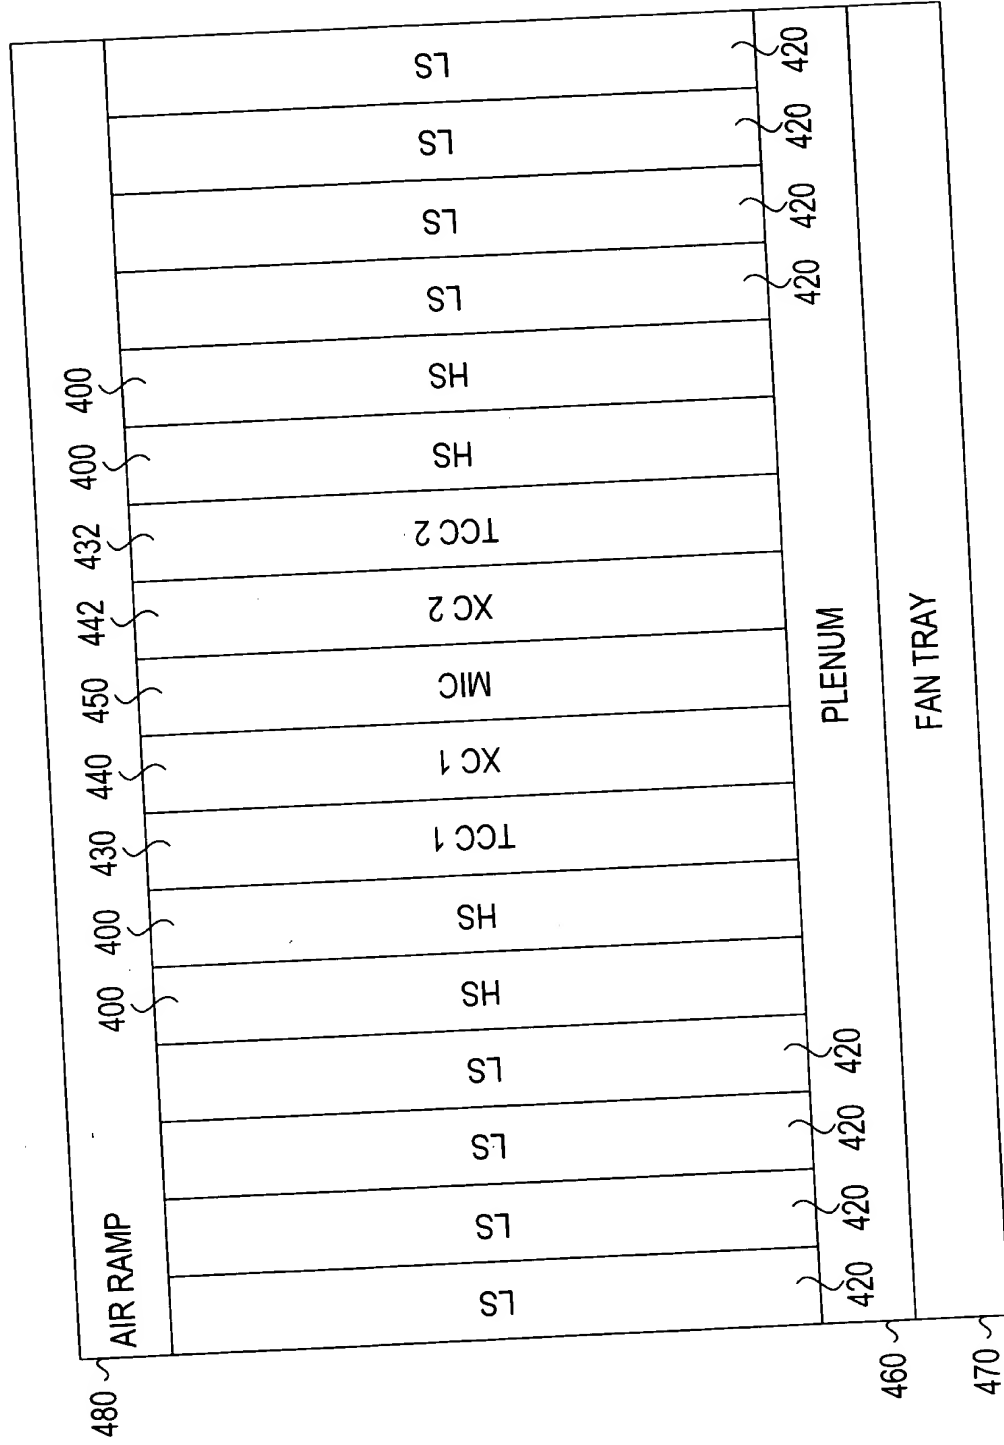 480
AIR RAMP
400 400 430 440 450 442 432 400 400
LS
LS
LS
LS
HS
HS
TCC 1
XC 1
MIC
XC 2
TCC 2
HS
HS
LS
LS
LS
LS
420 420 420 420 420 420 420 420
460
PLENUM
470
FAN TRAY